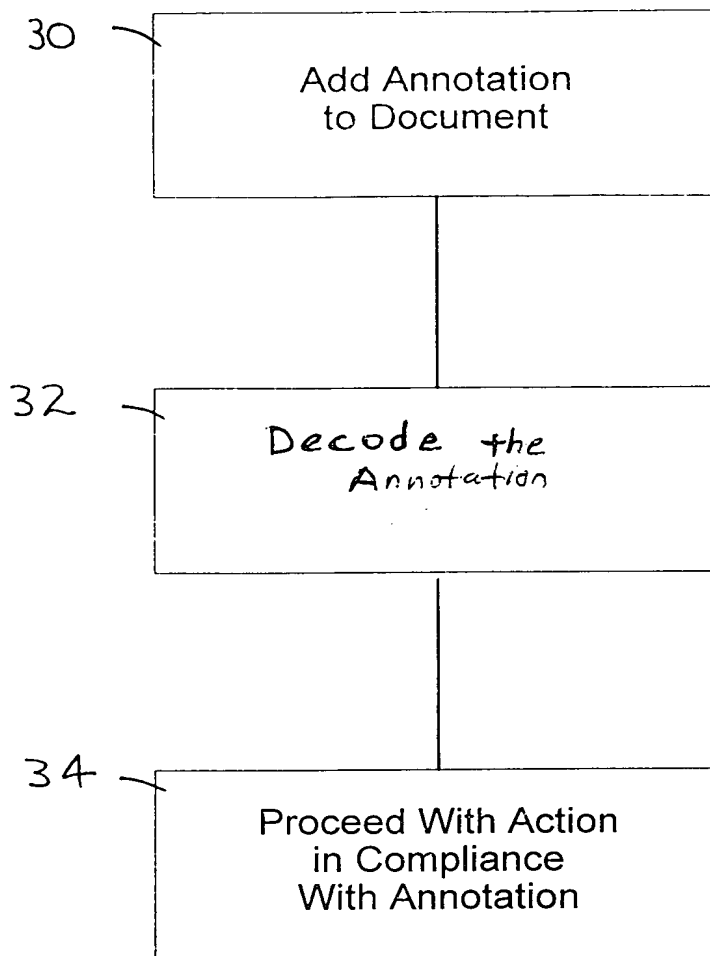 30
Add Annotation
to Document
32
Decode the
Annotation
34
Proceed With Action
in Compliance
With Annotation